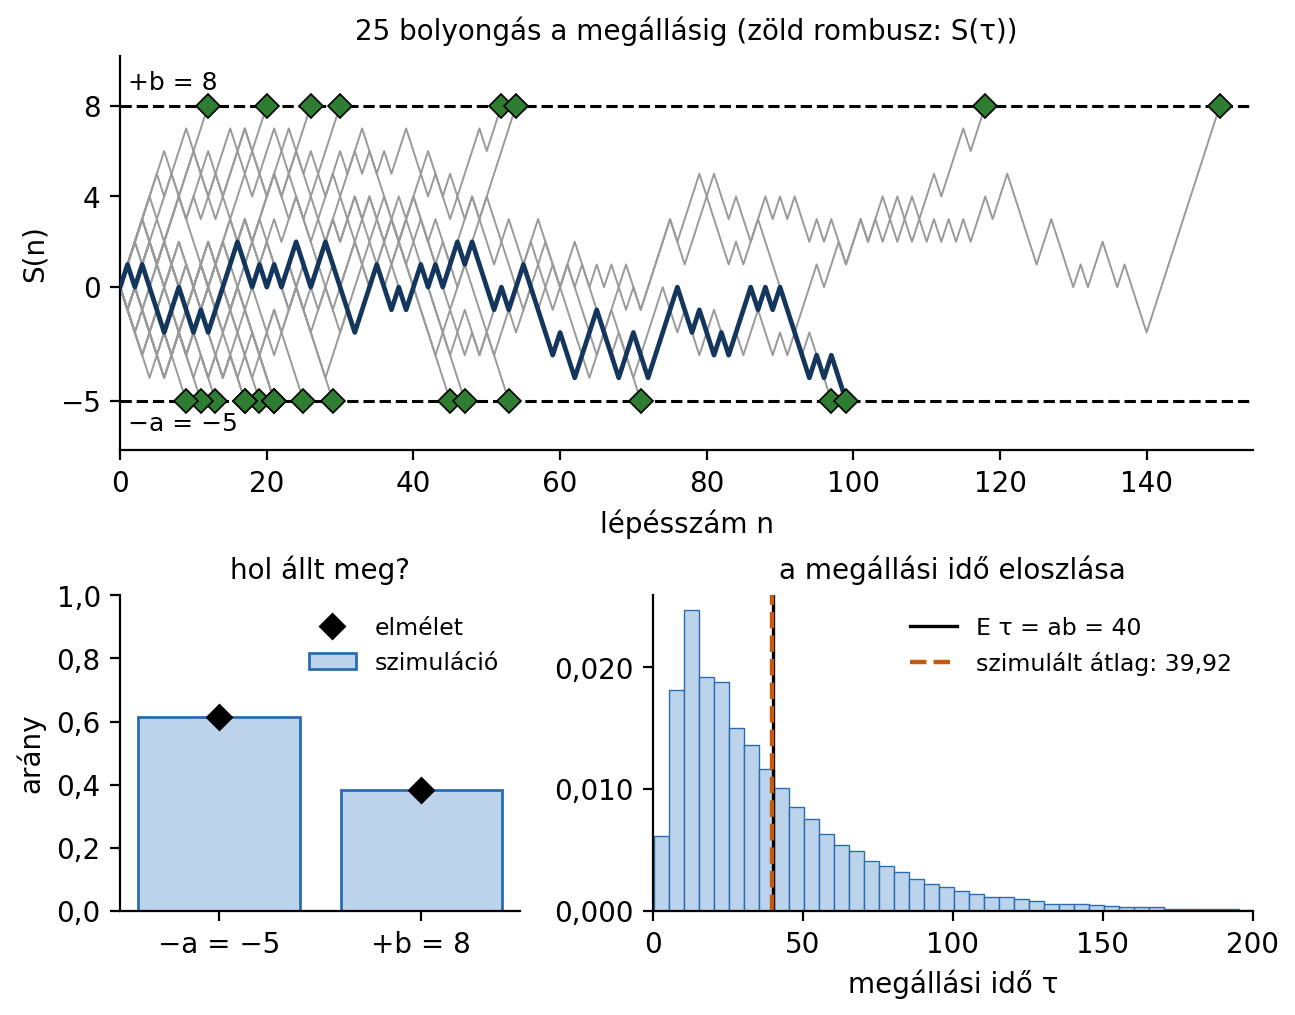 25 bolyongás a megállásig (zöld rombusz: S(τ))
+b = 8
8
4
0
−5
S(n)
−a = −5
0 20 40 60 80 100 120 140
lépésszám n
hol állt meg?
1,0
0,8
0,6
0,4
0,2
0,0
arány
elmélet
szimuláció
−a = −5 +b = 8
a megállási idő eloszlása
0,020
0,010
0,000
E τ = ab = 40
szimulált átlag: 39,92
0 50 100 150 200
megállási idő τ